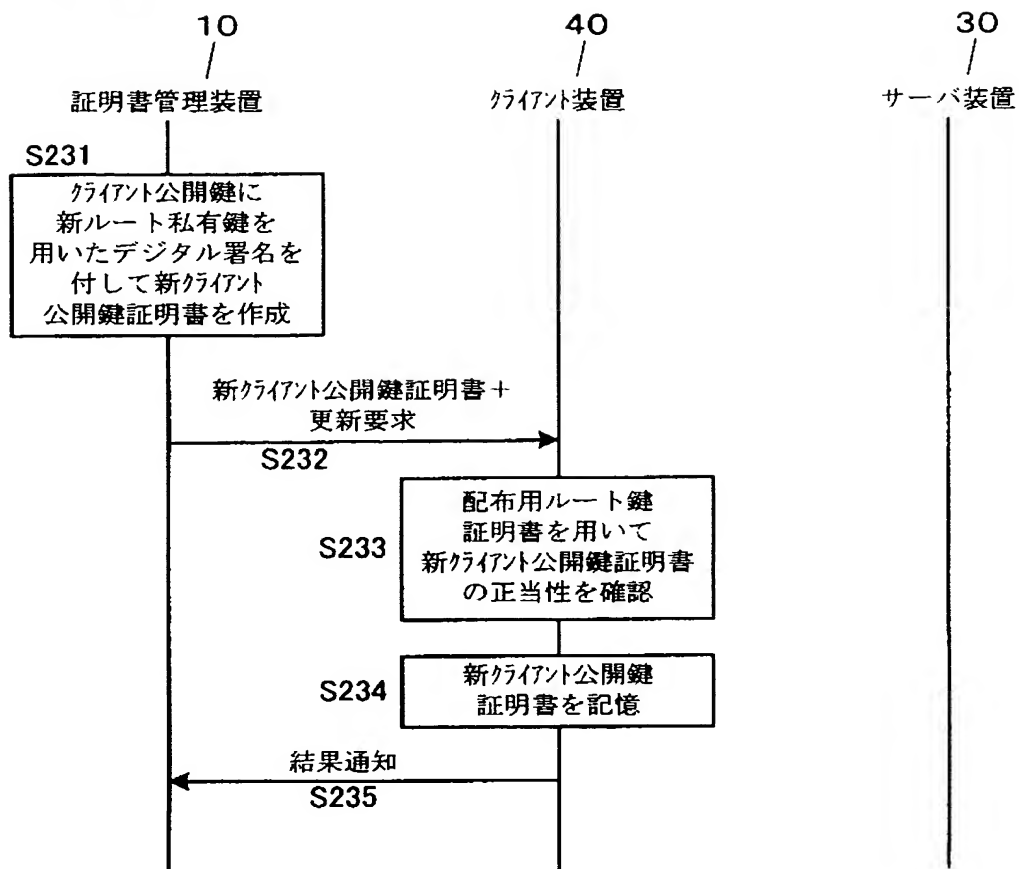 10
40
30
証明書管理装置
クライアント装置
サーバ装置
S231
クライアント公開鍵に
新ルート私有鍵を
用いたデジタル署名を
付して新クライアント
公開鍵証明書を作成
新クライアント公開鍵証明書+
更新要求
S232
配布用ルート鍵
証明書を用いて
新クライアント公開鍵証明書
の正当性を確認
S233
新クライアント公開鍵
証明書を記憶
S234
結果通知
S235